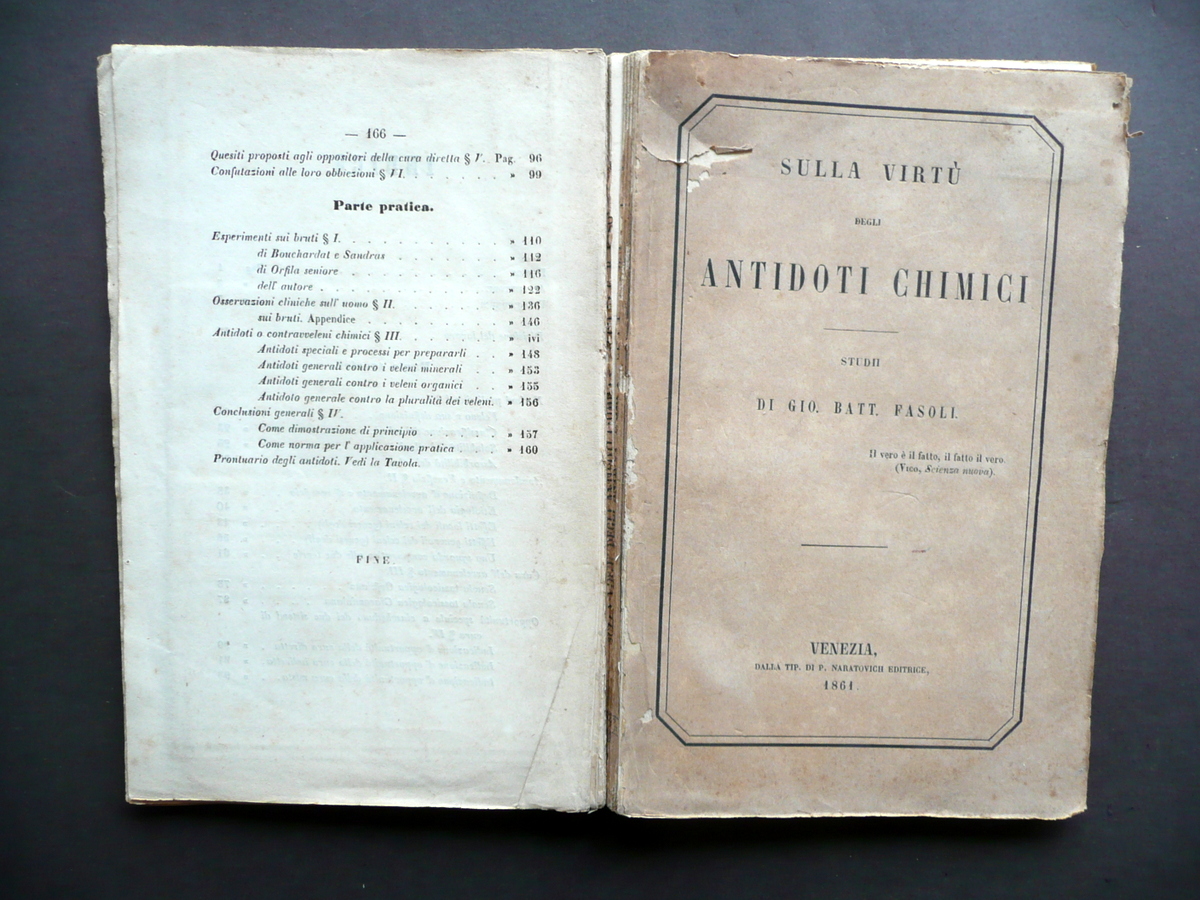 — 166 —
Quesiti proposti agli oppositori della cura diretta § V. Pag. 96
Confutazioni alle loro obbiezioni § VI. . . . . . . . » 99
Parte pratica.
Esperimenti sui bruti § I. . . . . . . . . . . » 110
di Bouchardat e Sandras . . . . . . . . » 112
di Orfila seniore . . . . . . . . . . » 116
dell' autore . . . . . . . . . . . » 122
Osservazioni cliniche sull' uomo § II. . . . . . . . » 136
sui bruti. Appendice . . . . . . . . . » 146
Antidoti o contravveleni chimici § III. . . . . . . . » ivi
Antidoti speciali e processi per prepararli . . » 148
Antidoti generali contro i veleni minerali . . » 153
Antidoti generali contro i veleni organici . . » 155
Antidoto generale contro la pluralità dei veleni. » 156
Conclusioni generali § IV.
Come dimostrazione di principio . . . . . » 157
Come norma per l' applicazione pratica . . . » 160
Prontuario degli antidoti. Vedi la Tavola.
FINE.
SULLA VIRTÙ
DEGLI
ANTIDOTI CHIMICI
STUDII
DI GIO. BATT. FASOLI.
Il vero è il fatto, il fatto il vero
(Vico, Scienza nuova).
VENEZIA,
DALLA TIP. DI P. NARATOVICH EDITRICE,
1861.